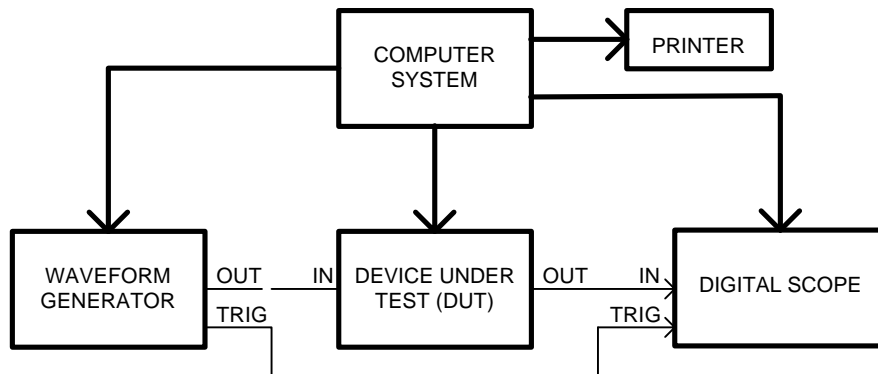 COMPUTER
SYSTEM
PRINTER
WAVEFORM
GENERATOR
OUT
TRIG
IN
DEVICE UNDER
TEST (DUT)
OUT
IN
TRIG
DIGITAL SCOPE